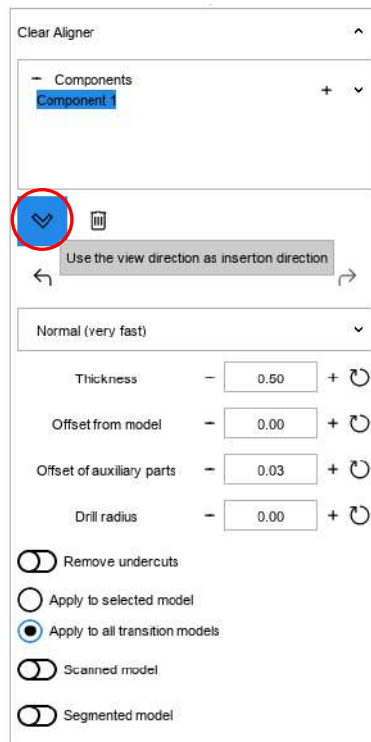 Clear Aligner
Components
Component 1
Use the view direction as insertion direction
Normal (very fast)
Thickness 0.50
Offset from model 0.00
Offset of auxiliary parts 0.03
Drill radius 0.00
Remove undercuts
Apply to selected model
Apply to all transition models
Scanned model
Segmented model